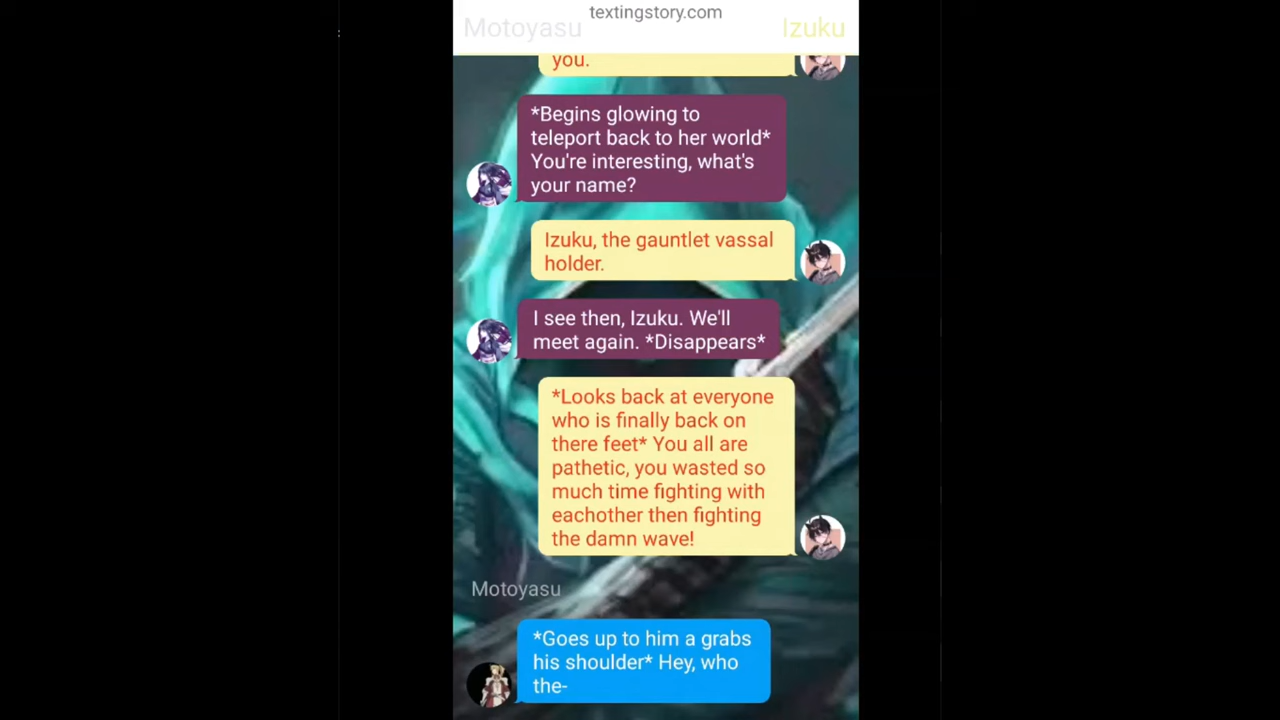 textingstory.com
Motoyasu
Izuku
you.
*Begins glowing to
teleport back to her world*
You're interesting, what's
your name?
Izuku, the gauntlet vassal
holder.
I see then, Izuku. We'll
meet again. *Disappears*
*Looks back at everyone
who is finally back on
there feet* You all are
pathetic, you wasted so
much time fighting with
eachother then fighting
the damn wave!
Motoyasu
*Goes up to him a grabs
his shoulder* Hey, who
the-